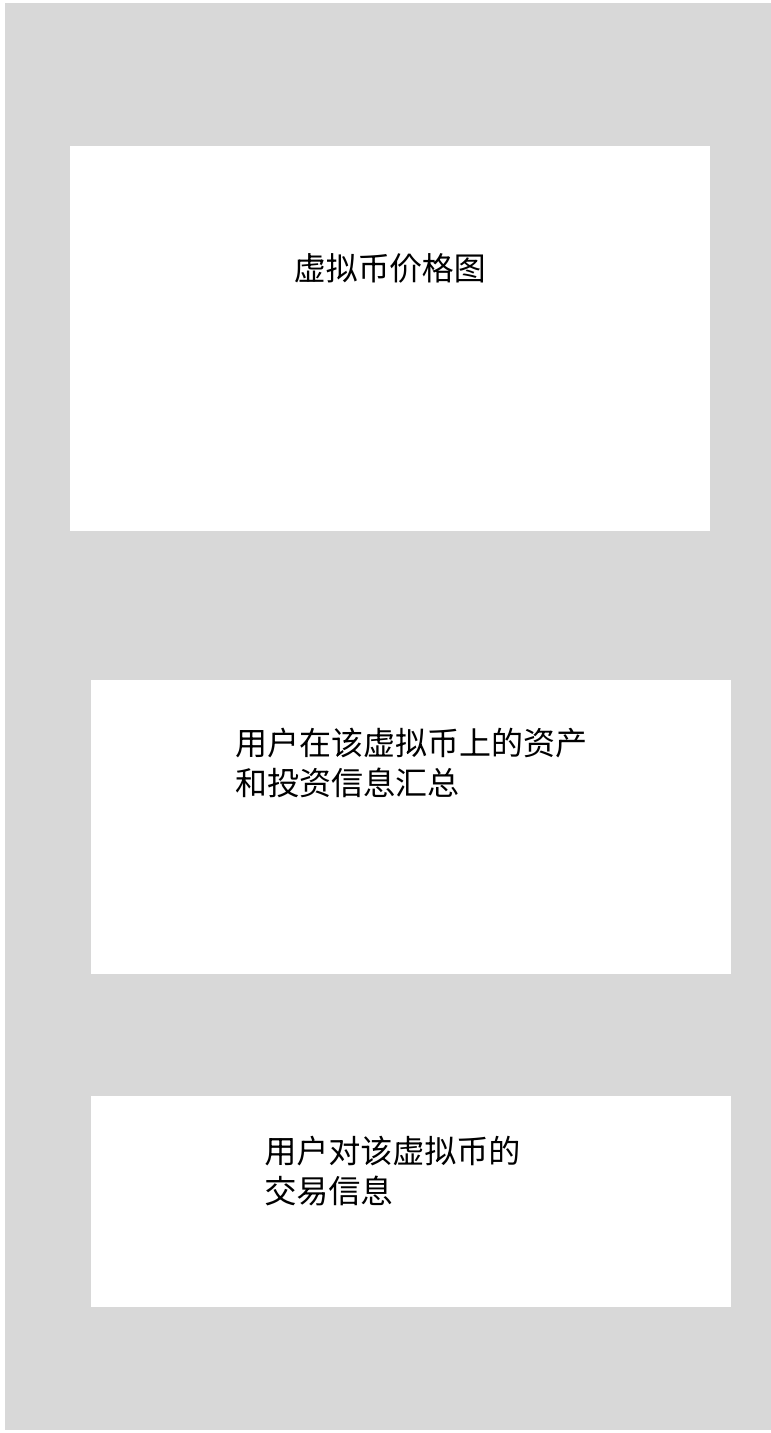 虚拟币价格图
用户在该虚拟币上的资产
和投资信息汇总
用户对该虚拟币的
交易信息